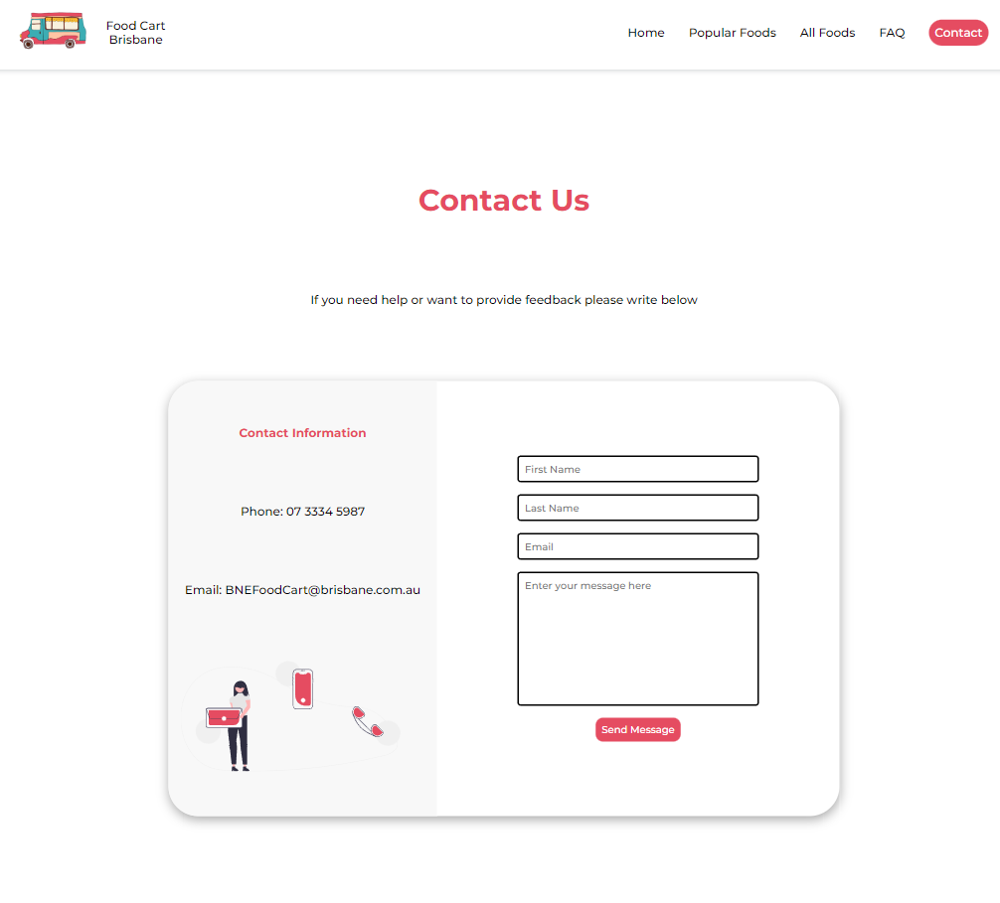 Food Cart
Brisbane
Home
Popular Foods
All Foods
FAQ
Contact
Contact Us
If you need help or want to provide feedback please write below
Contact Information
Phone: 07 3334 5987
Email: BNEFoodCart@brisbane.com.au
First Name
Last Name
Email
Enter your message here
Send Message